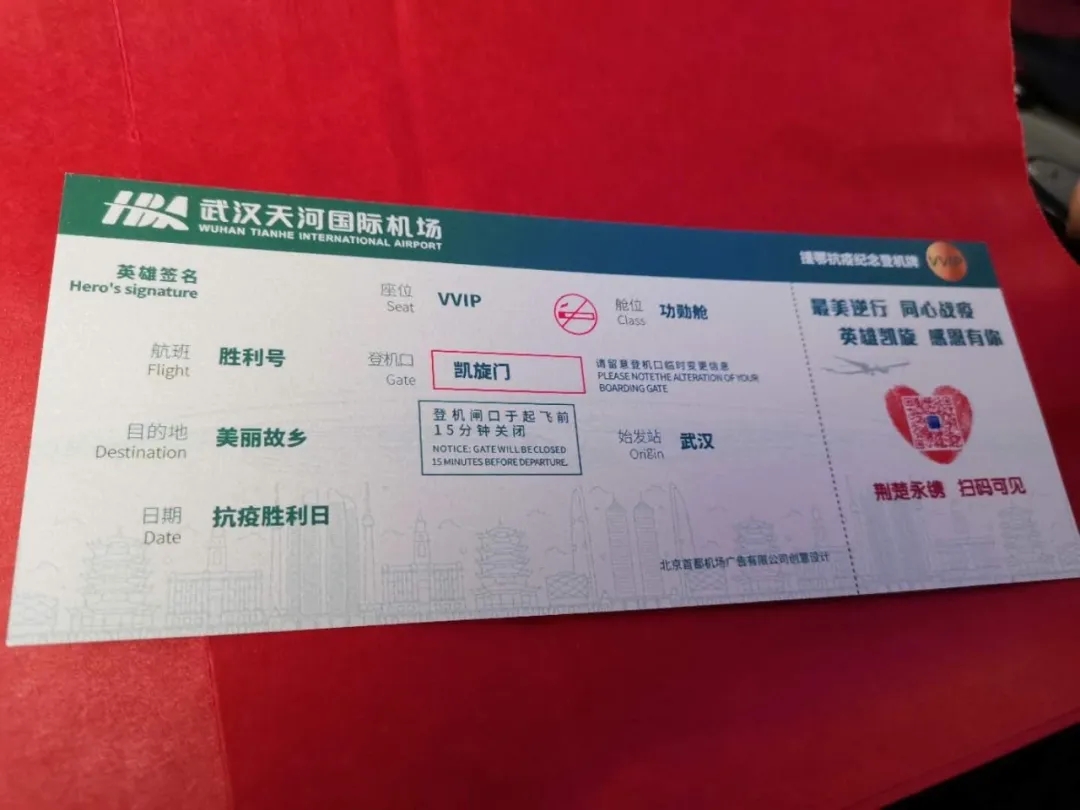 HBA 武汉天河国际机场
WUHAN TIANHE INTERNATIONAL AIRPORT
援鄂抗疫纪念登机牌 VVIP
英雄签名
Hero's signature
座位 VVIP
Seat
舱位 功勋舱
Class
航班 胜利号
Flight
登机口 凯旋门
Gate
请留意登机口临时变更信息
PLEASE NOTE THE ALTERATION OF YOUR
BOARDING GATE
目的地 美丽故乡
Destination
登机闸口于起飞前
15分钟关闭
NOTICE: GATE WILL BE CLOSED
15 MINUTES BEFORE DEPARTURE.
始发站 武汉
Origin
日期 抗疫胜利日
Date
北京首都机场广告有限公司创意设计
最美逆行 同心战疫
英雄凯旋 感恩有你
荆楚永镌 扫码可见